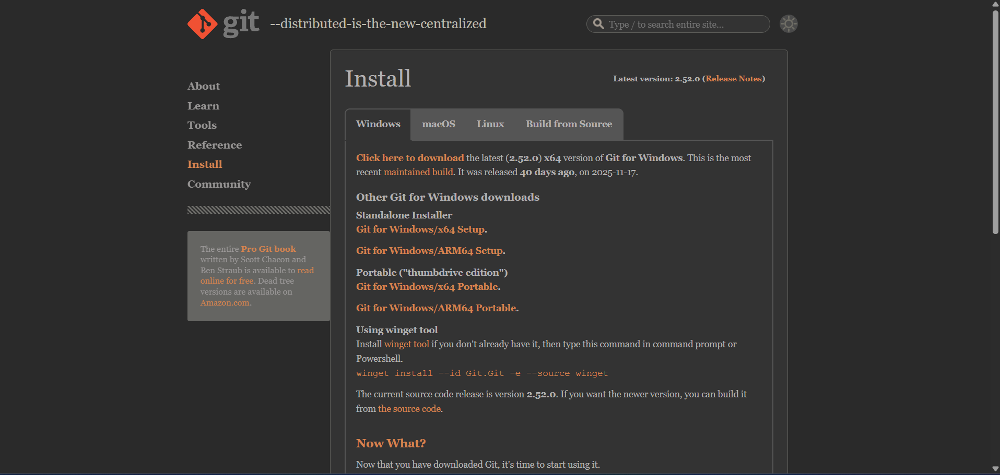 git --distributed-is-the-new-centralized
Type / to search entire site...
About
Learn
Tools
Reference
Install
Community
The entire Pro Git book
written by Scott Chacon and
Ben Straub is available to read
online for free. Dead tree
versions are available on
Amazon.com.
Install
Latest version: 2.52.0 (Release Notes)
Windows
macOS
Linux
Build from Source
Click here to download the latest (2.52.0) x64 version of Git for Windows. This is the most
recent maintained build. It was released 40 days ago, on 2025-11-17.
Other Git for Windows downloads
Standalone Installer
Git for Windows/x64 Setup.
Git for Windows/ARM64 Setup.
Portable ("thumbdrive edition")
Git for Windows/x64 Portable.
Git for Windows/ARM64 Portable.
Using winget tool
Install winget tool if you don't already have it, then type this command in command prompt or
Powershell.
winget install --id Git.Git -e --source winget
The current source code release is version 2.52.0. If you want the newer version, you can build it
from the source code.
Now What?
Now that you have downloaded Git, it's time to start using it.